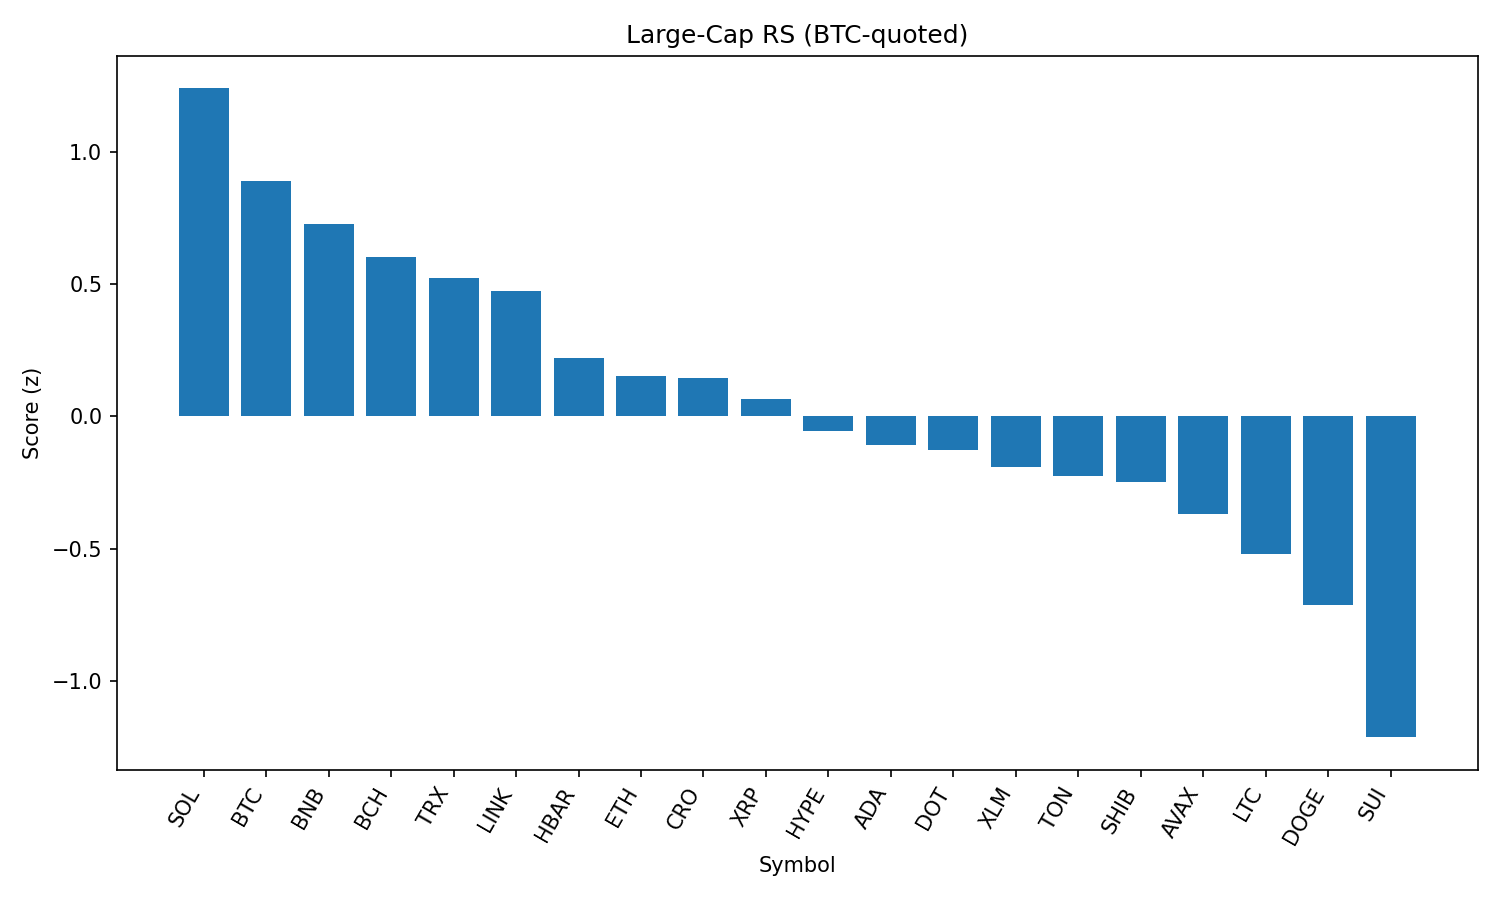 Large-Cap RS (BTC-quoted)
Score (z)
1.0
0.5
0.0
−0.5
−1.0
SOL
BTC
BNB
BCH
TRX
LINK
HBAR
ETH
CRO
XRP
HYPE
ADA
DOT
XLM
TON
SHIB
AVAX
LTC
DOGE
SUI
Symbol